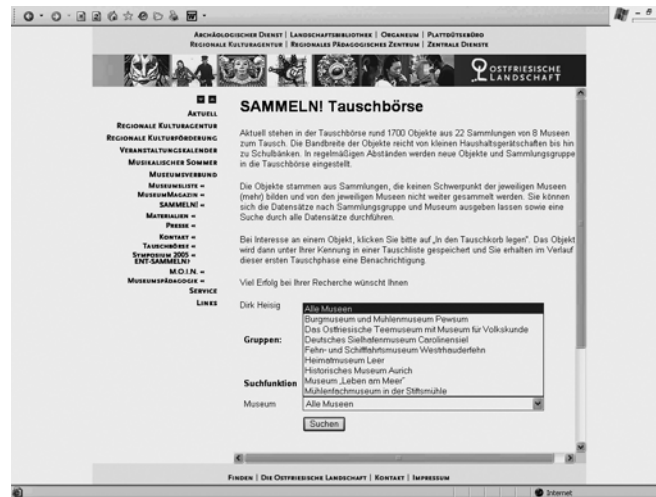 Archäologischer Dienst | Landschaftsbibliothek | Organeum | Plattdütskbüro
Regionale Kulturagentur | Regionales Pädagogisches Zentrum | Zentrale Dienste
Ostfriesische
Landschaft
Aktuell
Regionale Kulturagentur
Regionale Kulturförderung
Veranstaltungskalender
Musikalischer Sommer
Museumsverbund
Museumsliste
MuseumMagazin
SAMMELN!
Materialien
Presse
Kontakt
Tauschbörse
Symposium 2005
ENT-SAMMELN?
M.O.I.N.
Museumspädagogik
Service
Links
SAMMELN! Tauschbörse
Aktuell stehen in der Tauschbörse rund 1700 Objekte aus 22 Sammlungen von 8 Museen
zum Tausch. Die Bandbreite der Objekte reicht von kleinen Haushaltsgerätschaften bis hin
zu Schulbänken. In regelmäßigen Abständen werden neue Objekte und Sammlungsgruppe
in die Tauschbörse eingestellt.
Die Objekte stammen aus Sammlungen, die keinen Schwerpunkt der jeweiligen Museen
(mehr) bilden und von den jeweiligen Museen nicht weiter gesammelt werden. Sie können
sich die Datensätze nach Sammlungsgruppe und Museum ausgeben lassen sowie eine
Suche durch alle Datensätze durchführen.
Bei Interesse an einem Objekt, klicken Sie bitte auf „In den Tauschkorb legen". Das Objekt
wird dann unter Ihrer Kennung in einer Tauschliste gespeichert und Sie erhalten im Verlauf
dieser ersten Tauschphase eine Benachrichtigung.
Viel Erfolg bei Ihrer Recherche wünscht Ihnen
Dirk Heisig
Gruppen:
Alle Museen
Burgmuseum und Mühlenmuseum Pewsum
Das Ostfriesische Teemuseum mit Museum für Volkskunde
Deutsches Sielhafenmuseum Carolinensiel
Fehn- und Schiffahrtsmuseum Westrhauderfehn
Heimatmuseum Leer
Historisches Museum Aurich
Museum „Leben am Meer"
Mühlenfachmuseum in der Stiftsmühle
Suchfunktion
Museum Alle Museen
Suchen
Finden | Die Ostfriesische Landschaft | Kontakt | Impressum
Internet